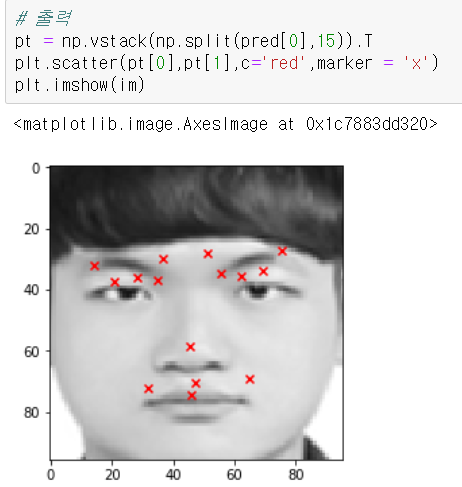 # 출력
pt = np.vstack(np.split(pred[0],15)).T
plt.scatter(pt[0],pt[1],c='red',marker = 'x')
plt.imshow(im)
<matplotlib.image.AxesImage at 0x1c7883dd320>
0
20
40
60
80
0 20 40 60 80